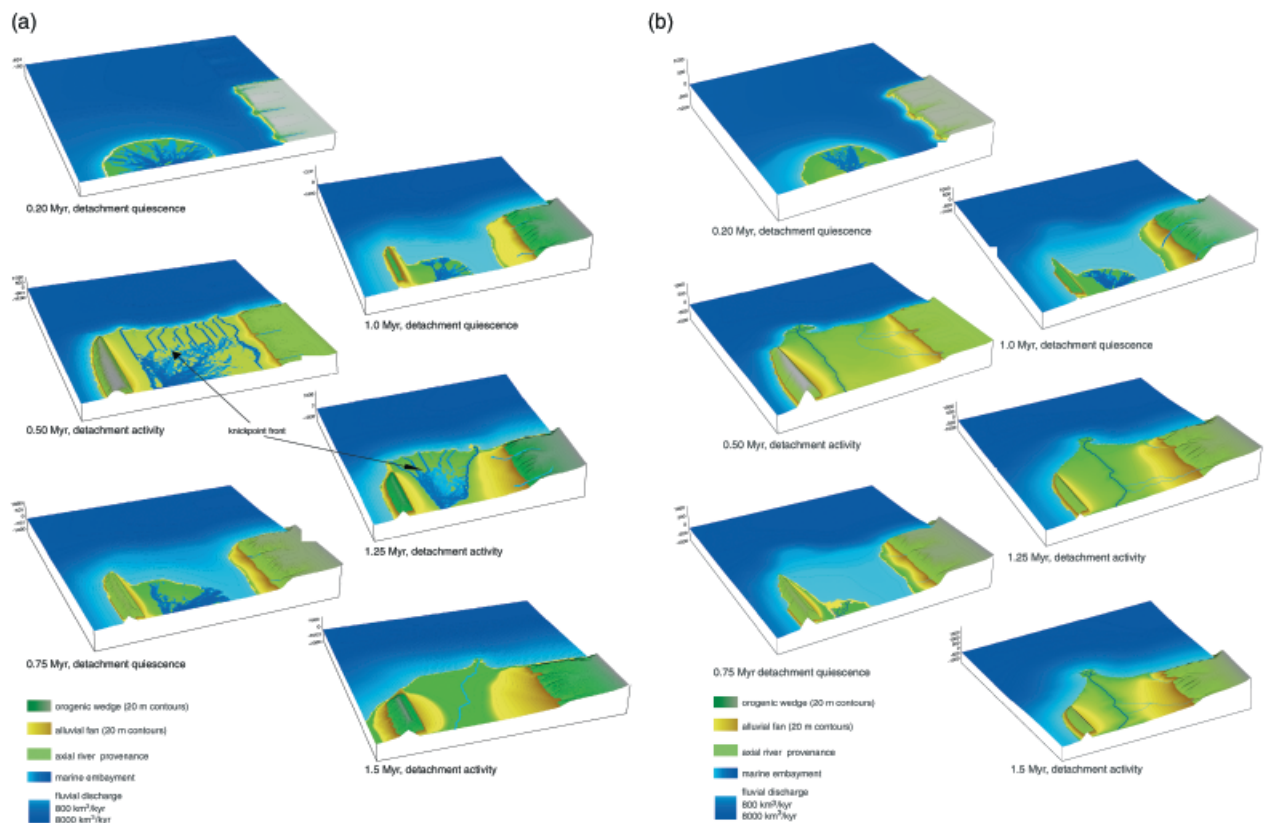 (a)
0.20 Myr, detachment quiescence
1.0 Myr, detachment quiescence
0.50 Myr, detachment activity
knickpoint front
1.25 Myr, detachment activity
0.75 Myr, detachment quiescence
1.5 Myr, detachment activity
orogenic wedge (20 m contours)
alluvial fan (20 m contours)
axial river provenance
marine embayment
fluvial discharge
800 km³/kyr
8000 km³/kyr
(b)
0.20 Myr, detachment quiescence
1.0 Myr, detachment quiescence
0.50 Myr, detachment activity
1.25 Myr, detachment activity
0.75 Myr detachment quiescence
1.5 Myr, detachment activity
orogenic wedge (20 m contours)
alluvial fan (20 m contours)
axial river provenance
marine embayment
fluvial discharge
800 km³/kyr
8000 km³/kyr